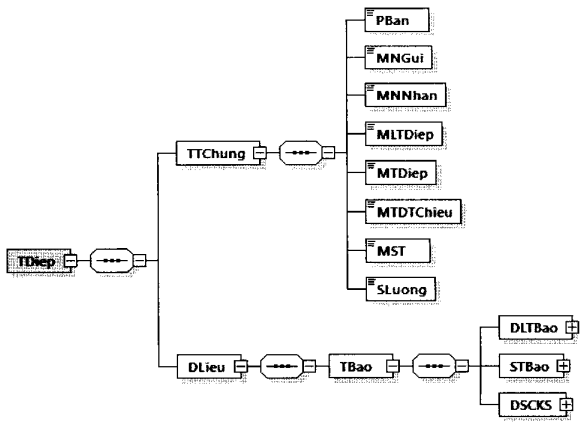 PBan
MNGui
MNNhan
MLTDiep
TTChung
MTDiep
MTDTChieu
MST
TDiep
SLuong
DLTBao
DLieu
TBao
STBao
DSCKS